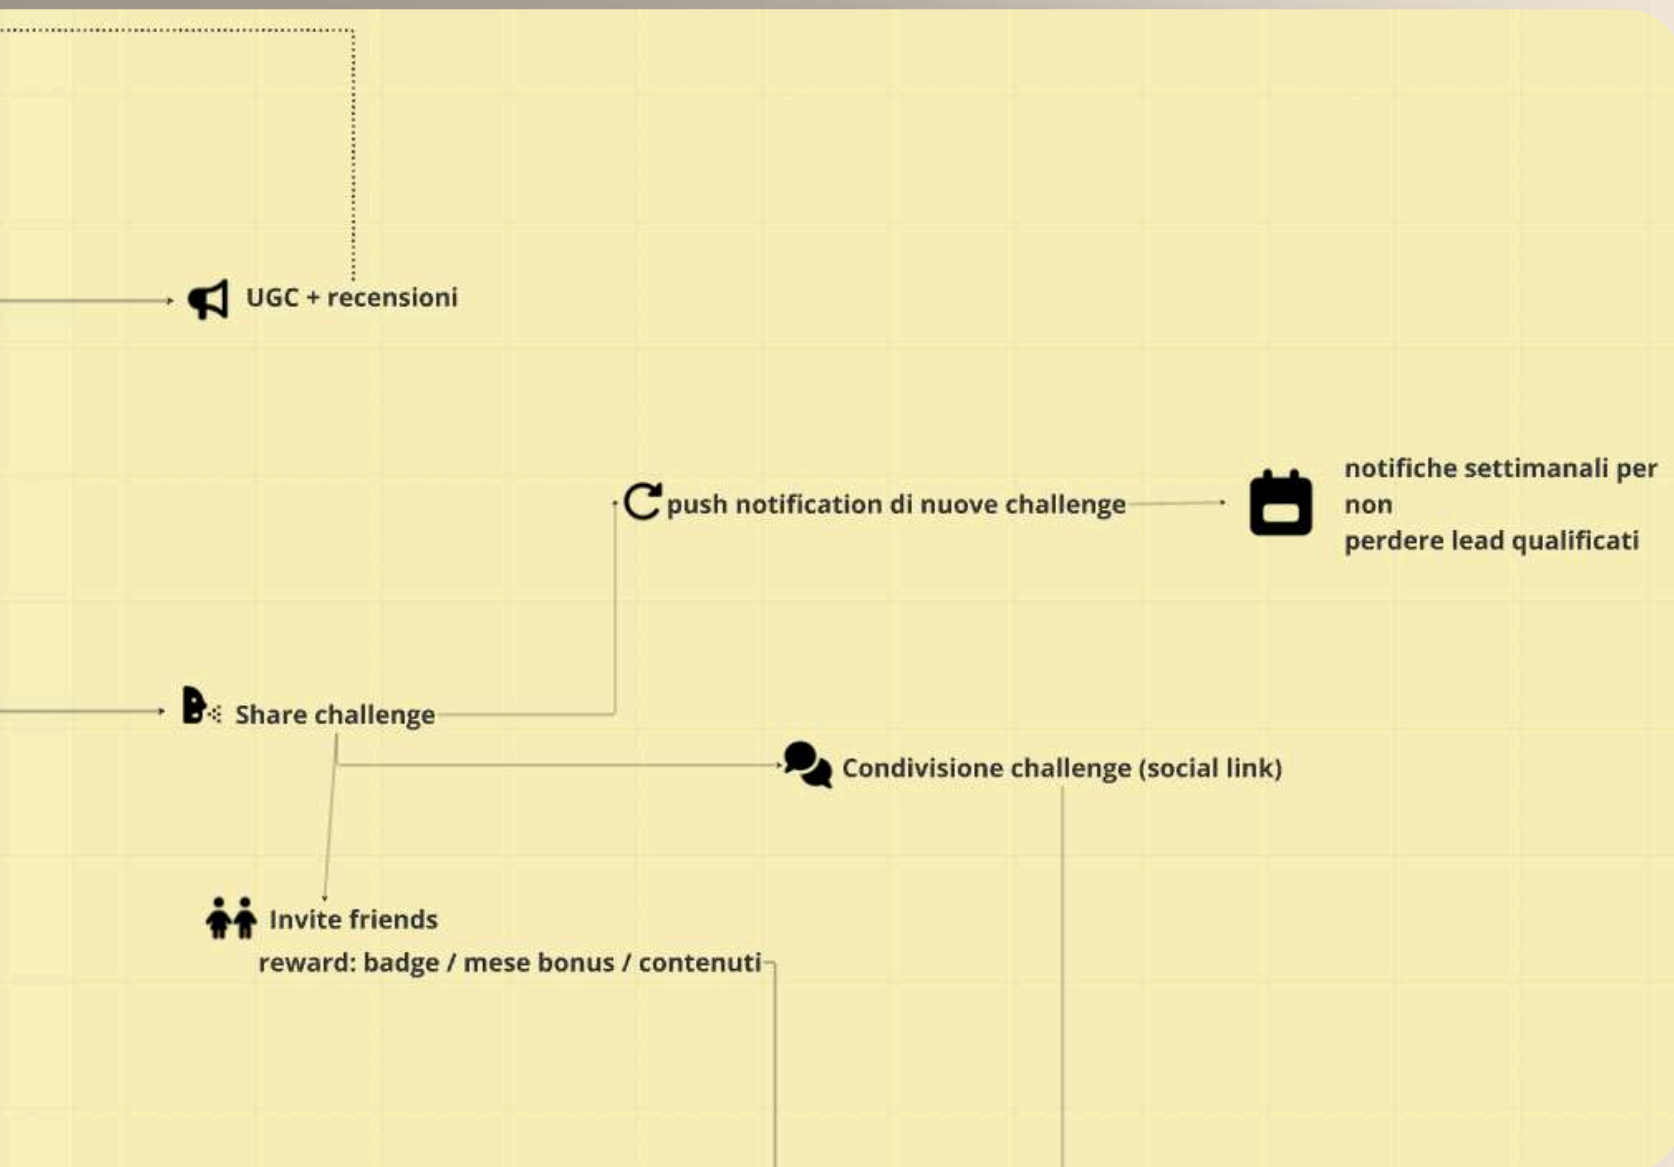 UGC + recensioni
push notification di nuove challenge
notifiche settimanali per
non
perdere lead qualificati
Share challenge
Condivisione challenge (social link)
Invite friends
reward: badge / mese bonus / contenuti